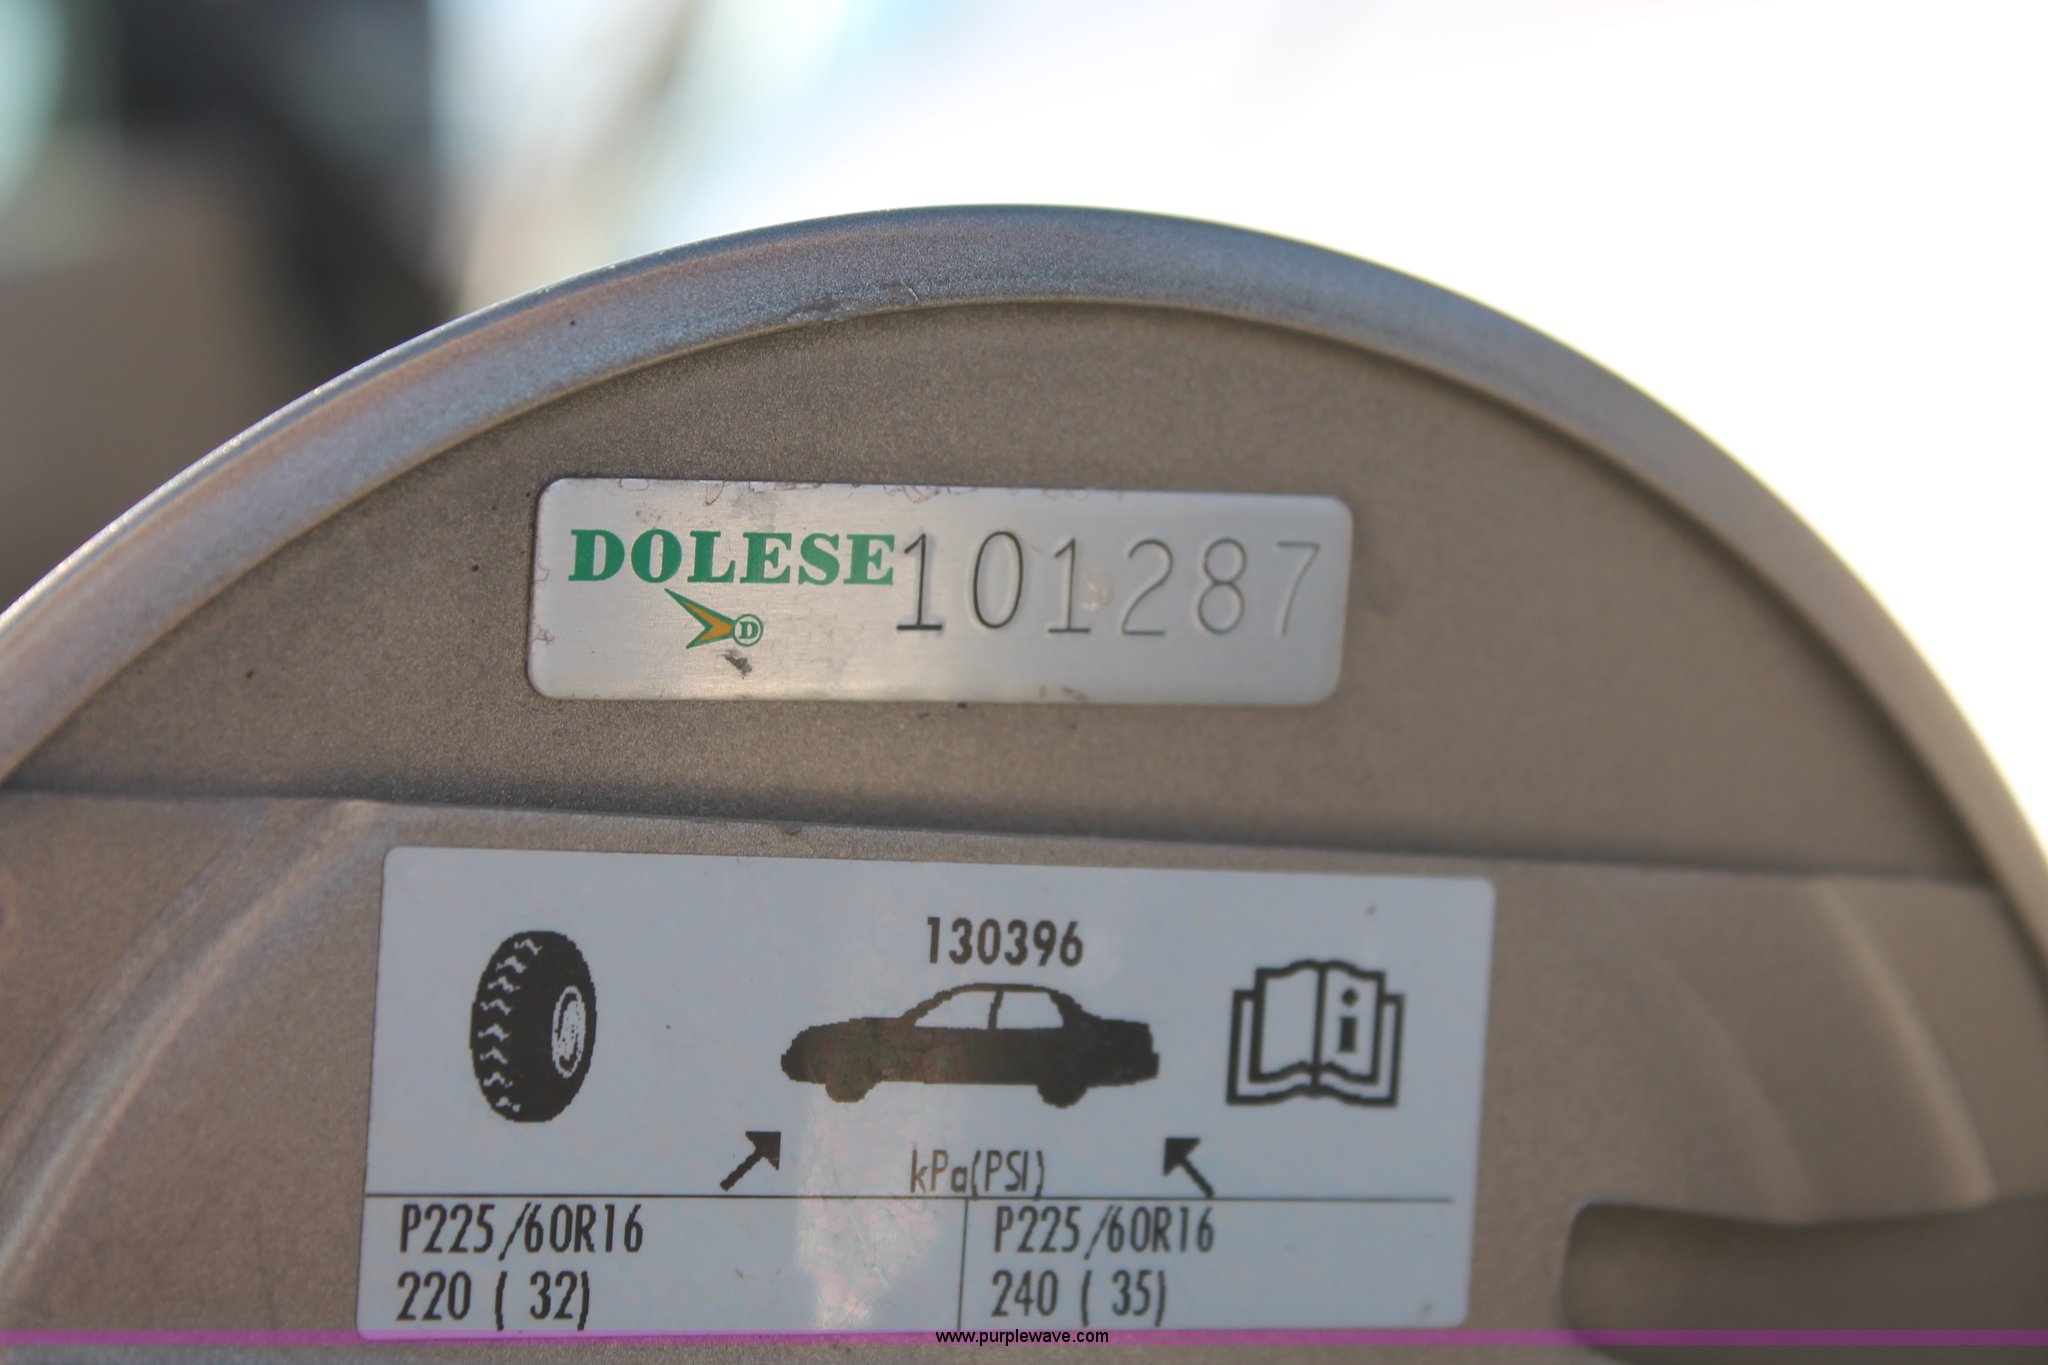 DOLESE 101287
D
130396
i
kPa(PSI)
P225/60R16 P225/60R16
220 ( 32) 240 ( 35)
www.purplewave.com